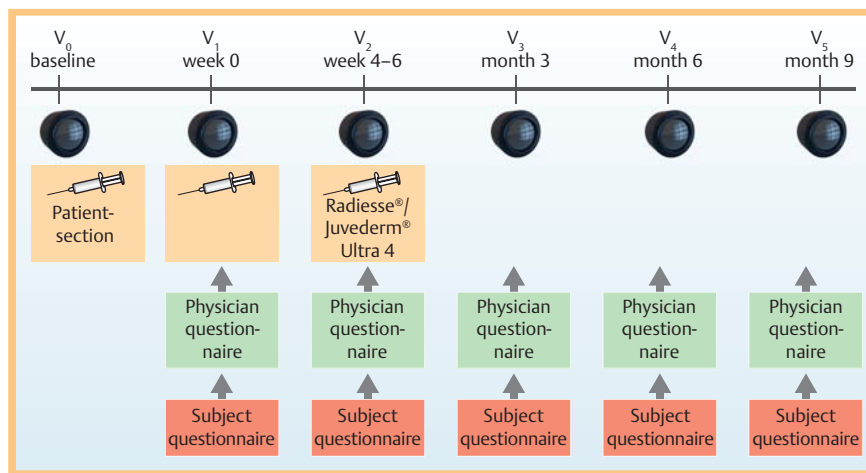 V0 V1 V2 V3 V4 V5
baseline week 0 week 4–6 month 3 month 6 month 9
Patient-
section
Radiesse®/
Juvederm®
Ultra 4
Physician Physician Physician Physician Physician
question- question- question- question- question-
naire naire naire naire naire
Subject Subject Subject Subject Subject
questionnaire questionnaire questionnaire questionnaire questionnaire